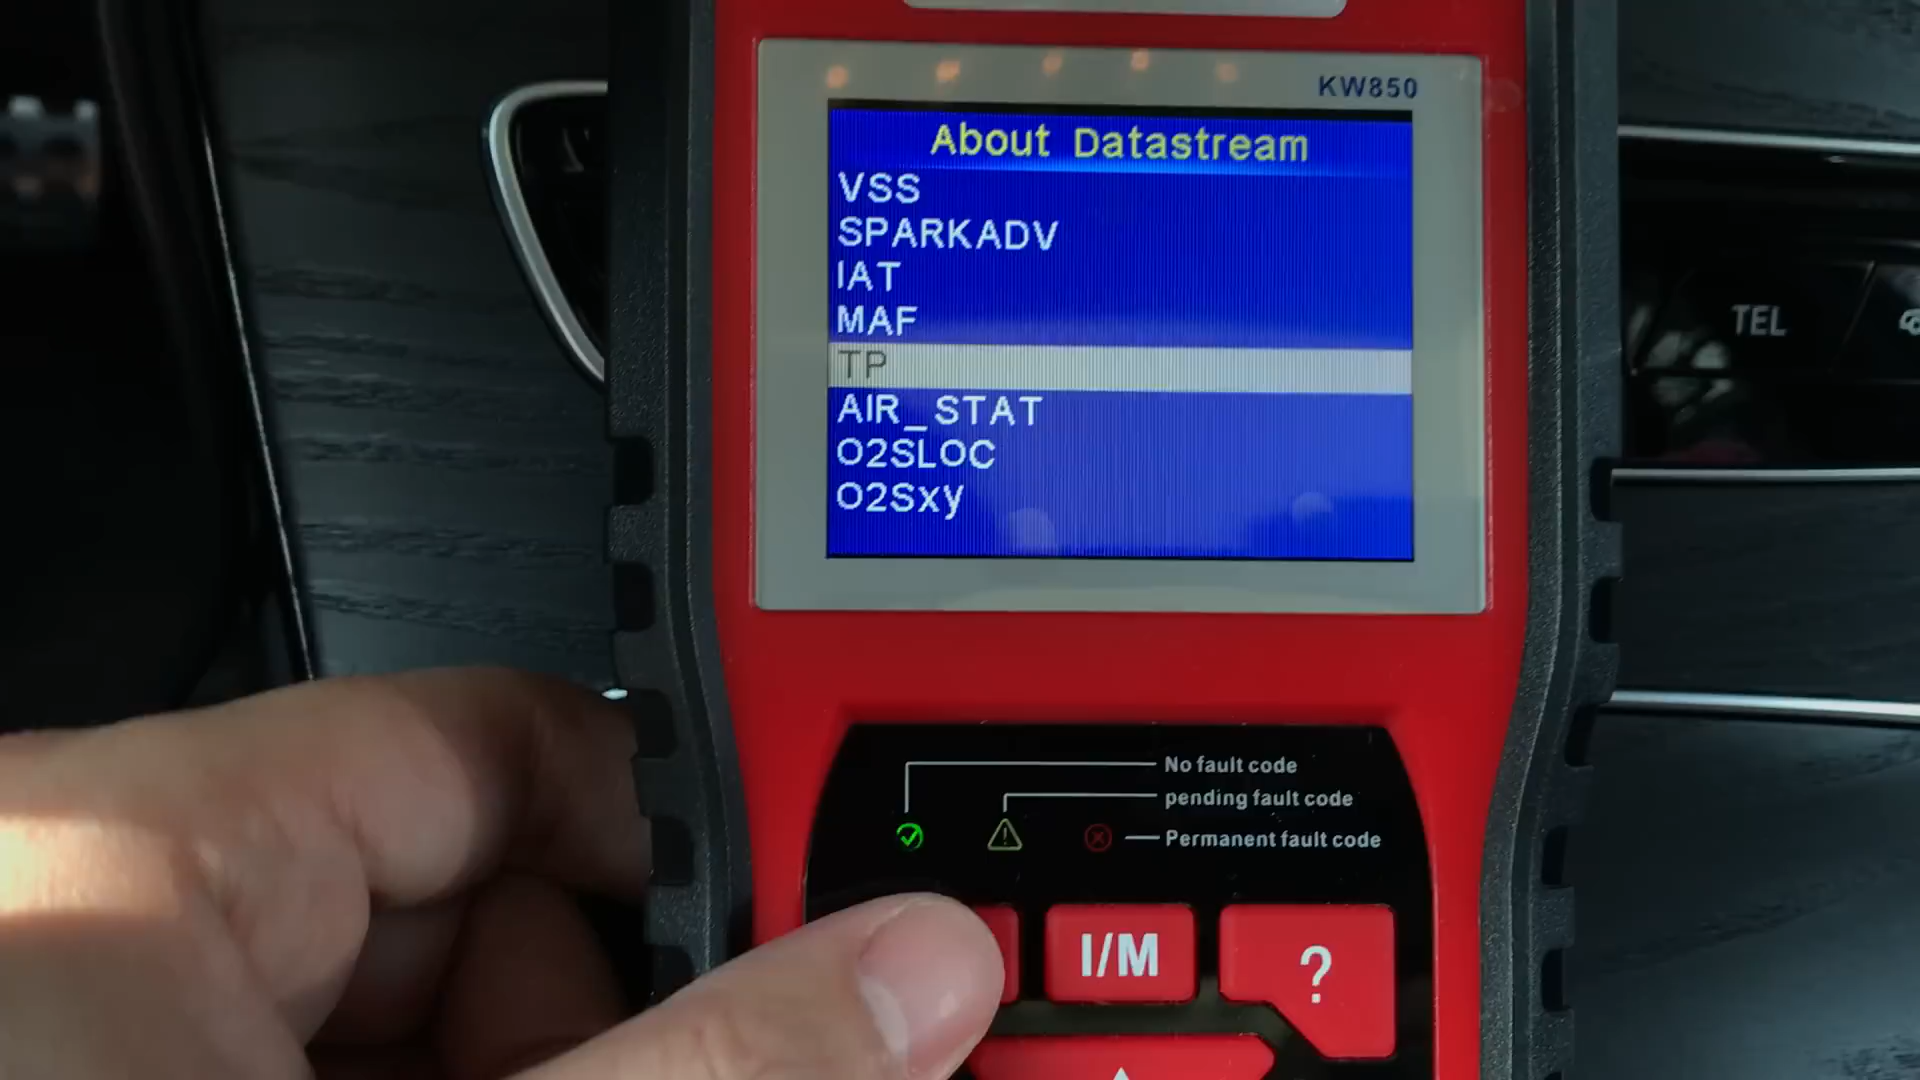 KW850
About Datastream
VSS
SPARKADV
IAT
MAF
TP
AIR_STAT
O2SLOC
O2Sxy
TEL
No fault code
pending fault code
Permanent fault code
I/M
?